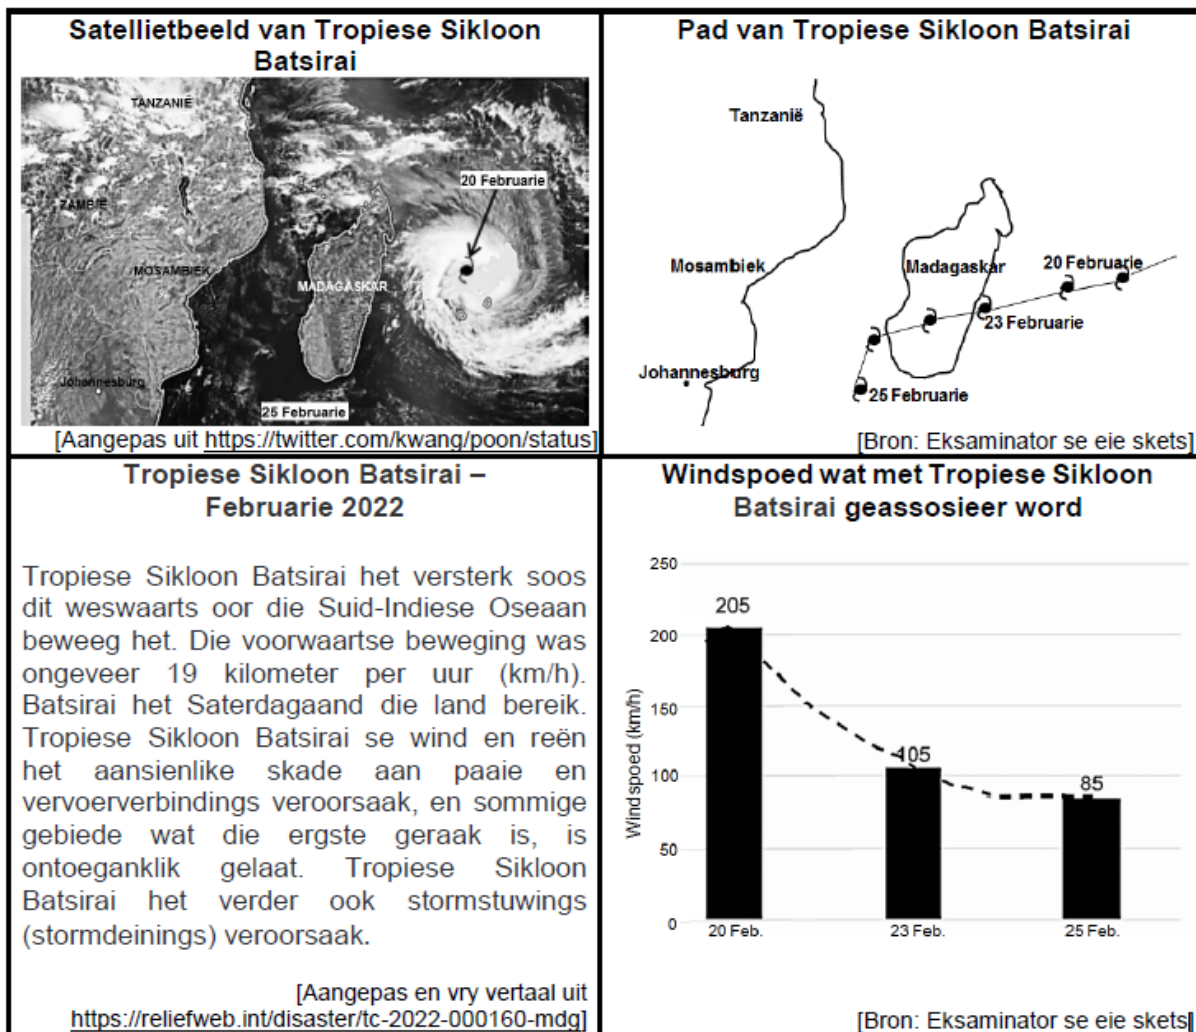 Satellietbeeld van Tropiese Sikloon
Batsirai
TANZANIË
20 Februarie
ZAMBIË
MOSAMBIEK
MADAGASKAR
Johannesburg
25 Februarie
[Aangepas uit https://twitter.com/kwang/poon/status]
Pad van Tropiese Sikloon Batsirai
Tanzanië
Mosambiek
Madagaskar
20 Februarie
23 Februarie
Johannesburg
25 Februarie
[Bron: Eksaminator se eie skets]
Tropiese Sikloon Batsirai –
Februarie 2022
Tropiese Sikloon Batsirai het versterk soos
dit weswaarts oor die Suid-Indiese Oseaan
beweeg het. Die voorwaartse beweging was
ongeveer 19 kilometer per uur (km/h).
Batsirai het Saterdagaand die land bereik.
Tropiese Sikloon Batsirai se wind en reën
het aansienlike skade aan paaie en
vervoerverbindings veroorsaak, en sommige
gebiede wat die ergste geraak is, is
ontoeganklik gelaat. Tropiese Sikloon
Batsirai het verder ook stormstuwings
(stormdeinings) veroorsaak.
[Aangepas en vry vertaal uit
https://reliefweb.int/disaster/tc-2022-000160-mdg]
Windspoed wat met Tropiese Sikloon
Batsirai geassosieer word
Windspoed (km/h)
250
200
150
100
50
0
205
105
85
20 Feb.
23 Feb.
25 Feb.
[Bron: Eksaminator se eie skets]